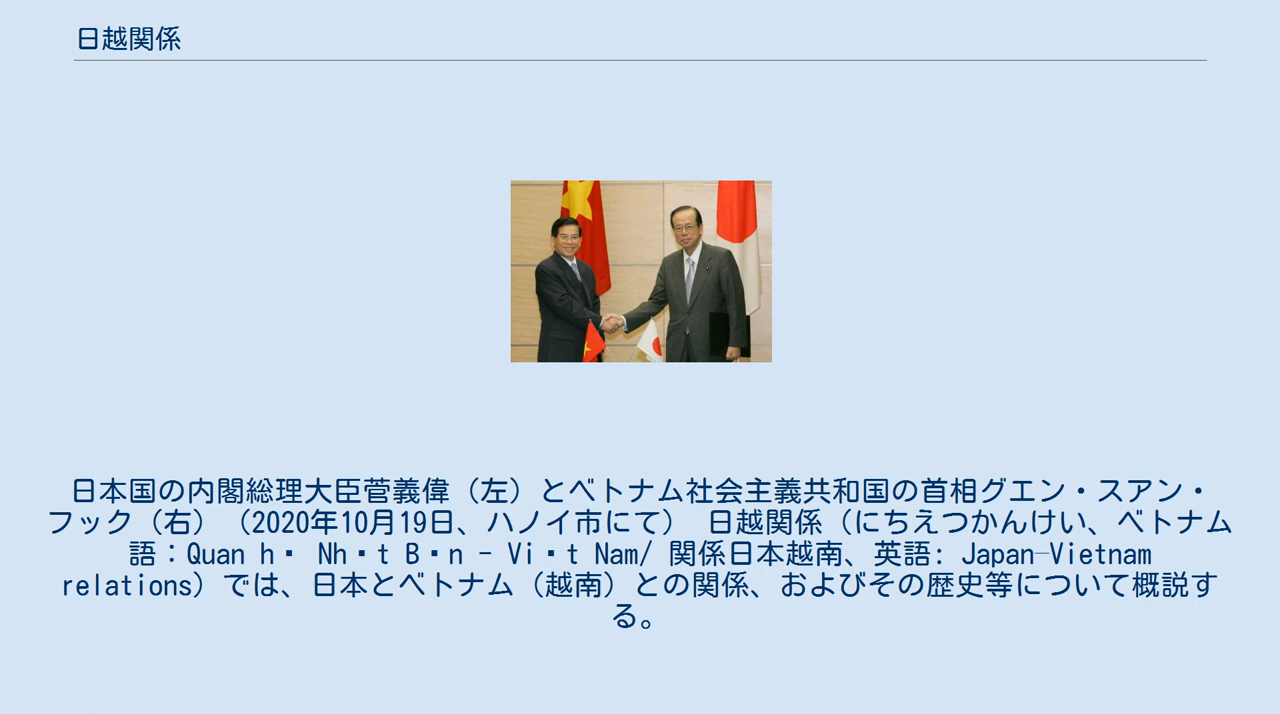 日越関係
日本国の内閣総理大臣菅義偉（左）とベトナム社会主義共和国の首相グエン・スアン・
フック（右）（2020年10月19日、ハノイ市にて） 日越関係（にちえつかんけい、ベトナム
語：Quan h· Nh·t B·n - Vi·t Nam/ 関係日本越南、英語: Japan–Vietnam
relations）では、日本とベトナム（越南）との関係、およびその歴史等について概説す
る。